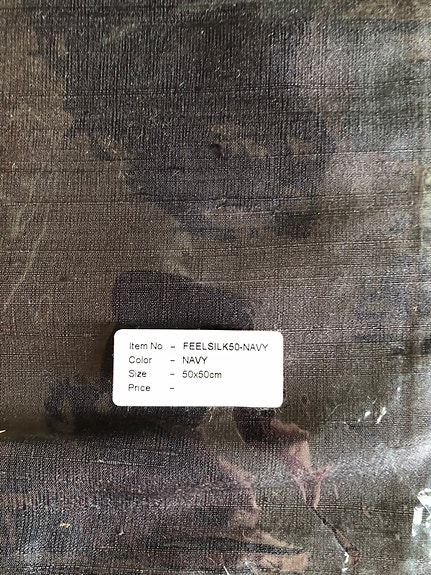 Item No - FEELSILK50-NAVY
Color - NAVY
Size - 50x50cm
Price -